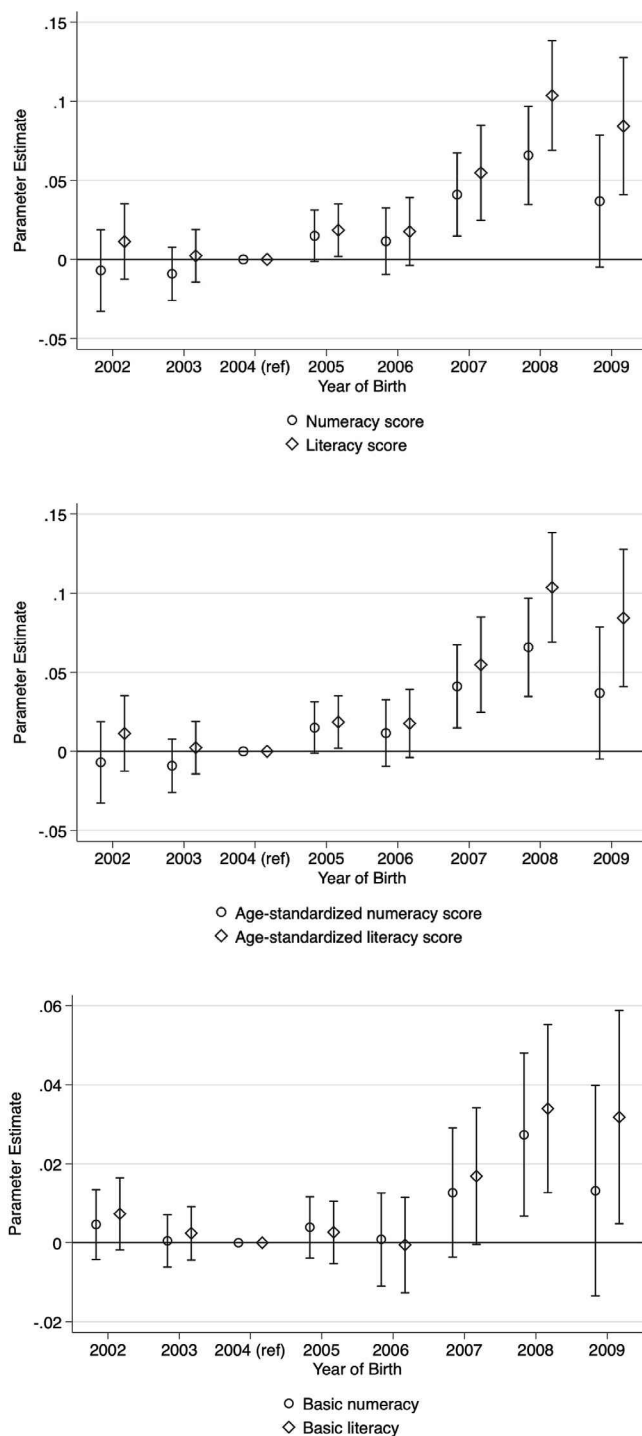 .15
.1
.05
0
-.05
Parameter Estimate
2002 2003 2004 (ref) 2005 2006 2007 2008 2009
Year of Birth
Numeracy score
Literacy score
.15
.1
.05
0
-.05
Parameter Estimate
2002 2003 2004 (ref) 2005 2006 2007 2008 2009
Year of Birth
Age-standardized numeracy score
Age-standardized literacy score
.06
.04
.02
0
-.02
Parameter Estimate
2002 2003 2004 (ref) 2005 2006 2007 2008 2009
Year of Birth
Basic numeracy
Basic literacy